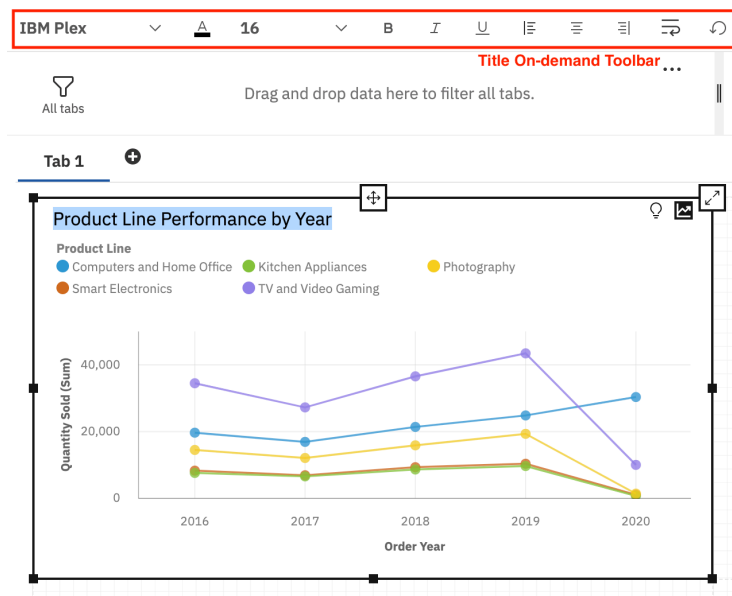 IBM Plex A 16 B I U
Title On-demand Toolbar
All tabs
Drag and drop data here to filter all tabs.
Tab 1
Product Line Performance by Year
Product Line
Computers and Home Office Kitchen Appliances Photography
Smart Electronics TV and Video Gaming
Quantity Sold (Sum)
40,000
20,000
0
2016 2017 2018 2019 2020
Order Year